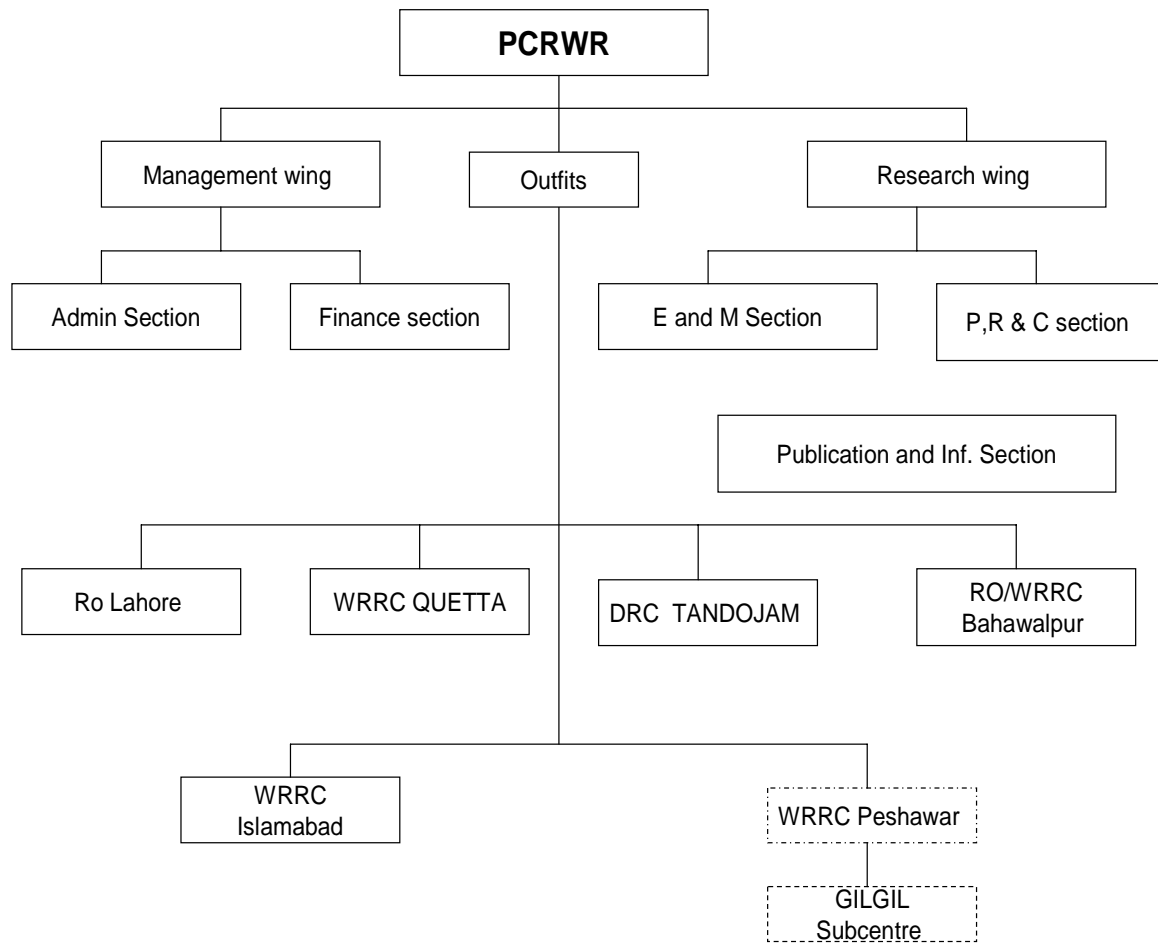 PCRWR
Management wing
Outfits
Research wing
Admin Section
Finance section
E and M Section
P,R & C section
Publication and Inf. Section
Ro Lahore
WRRC QUETTA
DRC TANDOJAM
RO/WRRC
Bahawalpur
WRRC
Islamabad
WRRC Peshawar
GILGIL
Subcentre